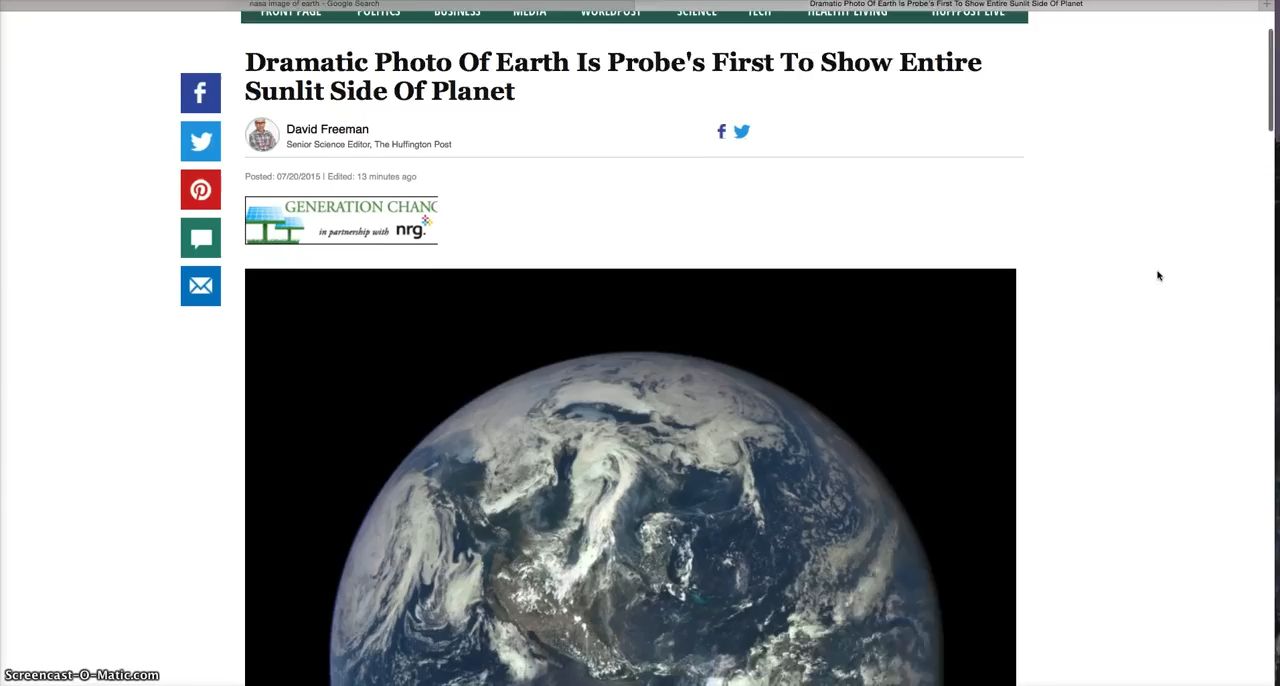 nasa image of earth - Google Search
Dramatic Photo Of Earth Is Probe's First To Show Entire Sunlit Side Of Planet
FRONT PAGE POLITICS BUSINESS MEDIA WORLDPOST SCIENCE TECH HEALTHY LIVING HUFFPOST LIVE
Dramatic Photo Of Earth Is Probe's First To Show Entire
Sunlit Side Of Planet
David Freeman
Senior Science Editor, The Huffington Post
Posted: 07/20/2015 | Edited: 13 minutes ago
GENERATION CHANG
in partnership with nrg.
Screencast-O-Matic.com